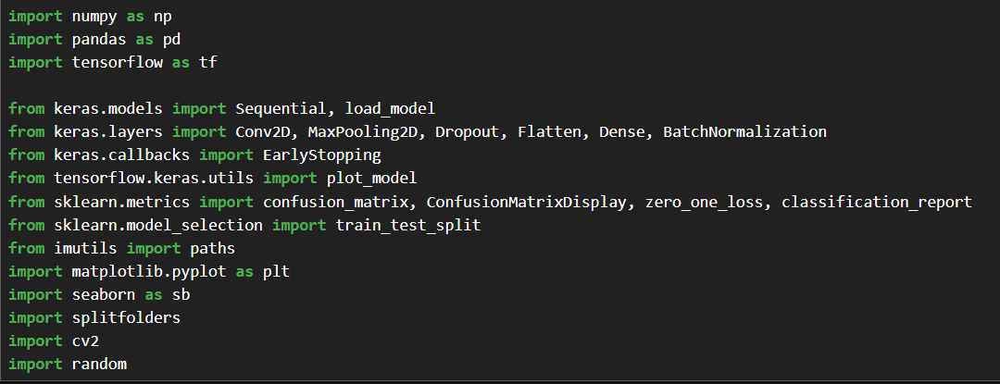 import numpy as np
import pandas as pd
import tensorflow as tf
from keras.models import Sequential, load_model
from keras.layers import Conv2D, MaxPooling2D, Dropout, Flatten, Dense, BatchNormalization
from keras.callbacks import EarlyStopping
from tensorflow.keras.utils import plot_model
from sklearn.metrics import confusion_matrix, ConfusionMatrixDisplay, zero_one_loss, classification_report
from sklearn.model_selection import train_test_split
from imutils import paths
import matplotlib.pyplot as plt
import seaborn as sb
import splitfolders
import cv2
import random